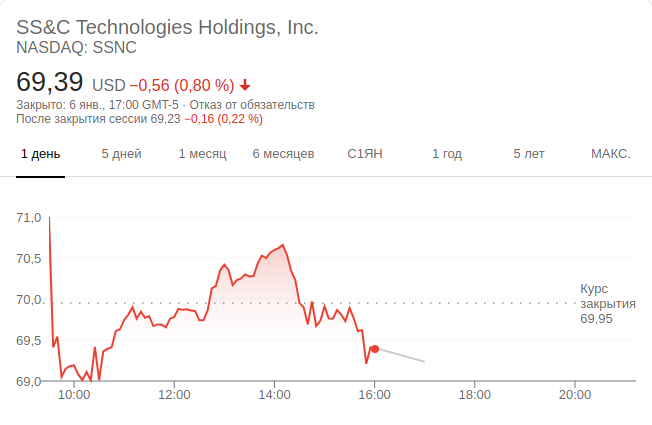 SS&C Technologies Holdings, Inc.
NASDAQ: SSNC
69,39 USD −0,56 (0,80 %)
Закрыто: 6 янв., 17:00 GMT-5 · Отказ от обязательств
После закрытия сессии 69,23 −0,16 (0,22 %)
1 день 5 дней 1 месяц 6 месяцев С1ЯН 1 год 5 лет МАКС.
71,0
70,5
70,0
69,5
69,0
Курс
закрытия
69,95
10:00 12:00 14:00 16:00 18:00 20:00